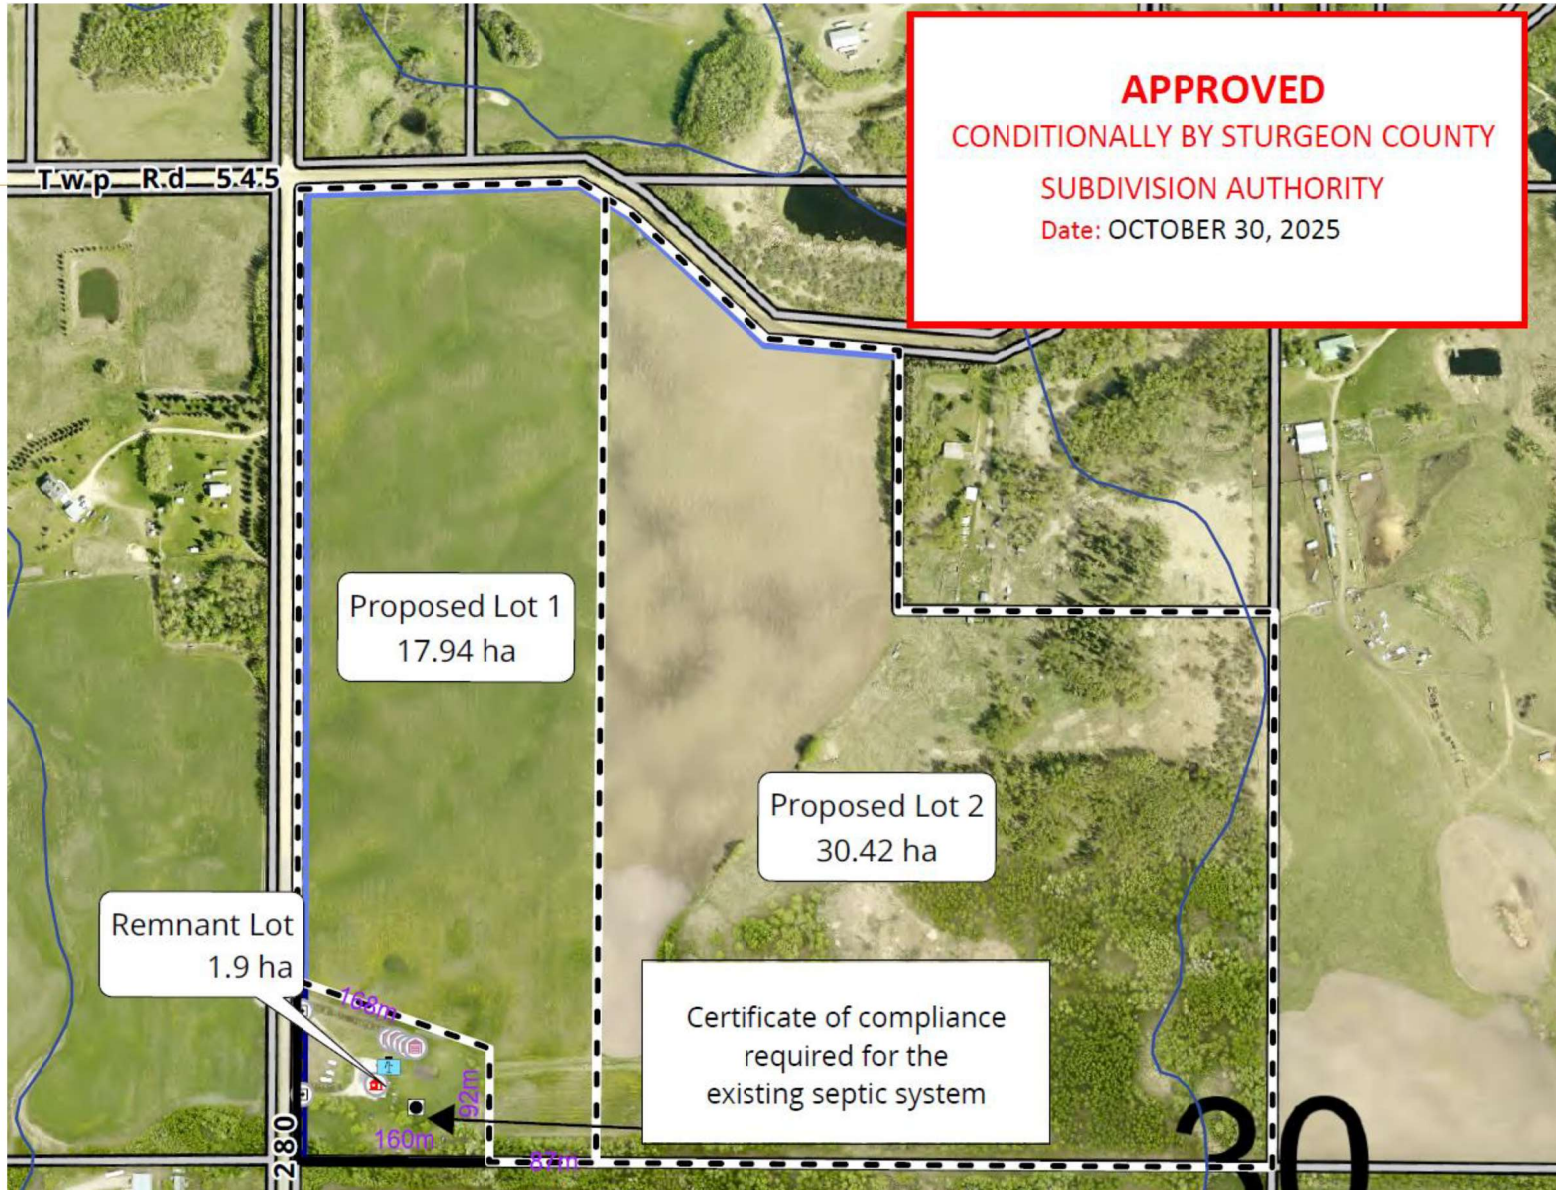 APPROVED
CONDITIONALLY BY STURGEON COUNTY
SUBDIVISION AUTHORITY
Date: OCTOBER 30, 2025
Twp Rd 545
Proposed Lot 1
17.94 ha
Proposed Lot 2
30.42 ha
Remnant Lot
1.9 ha
168m
Certificate of compliance
required for the
existing septic system
92m
160m
87m
280
30